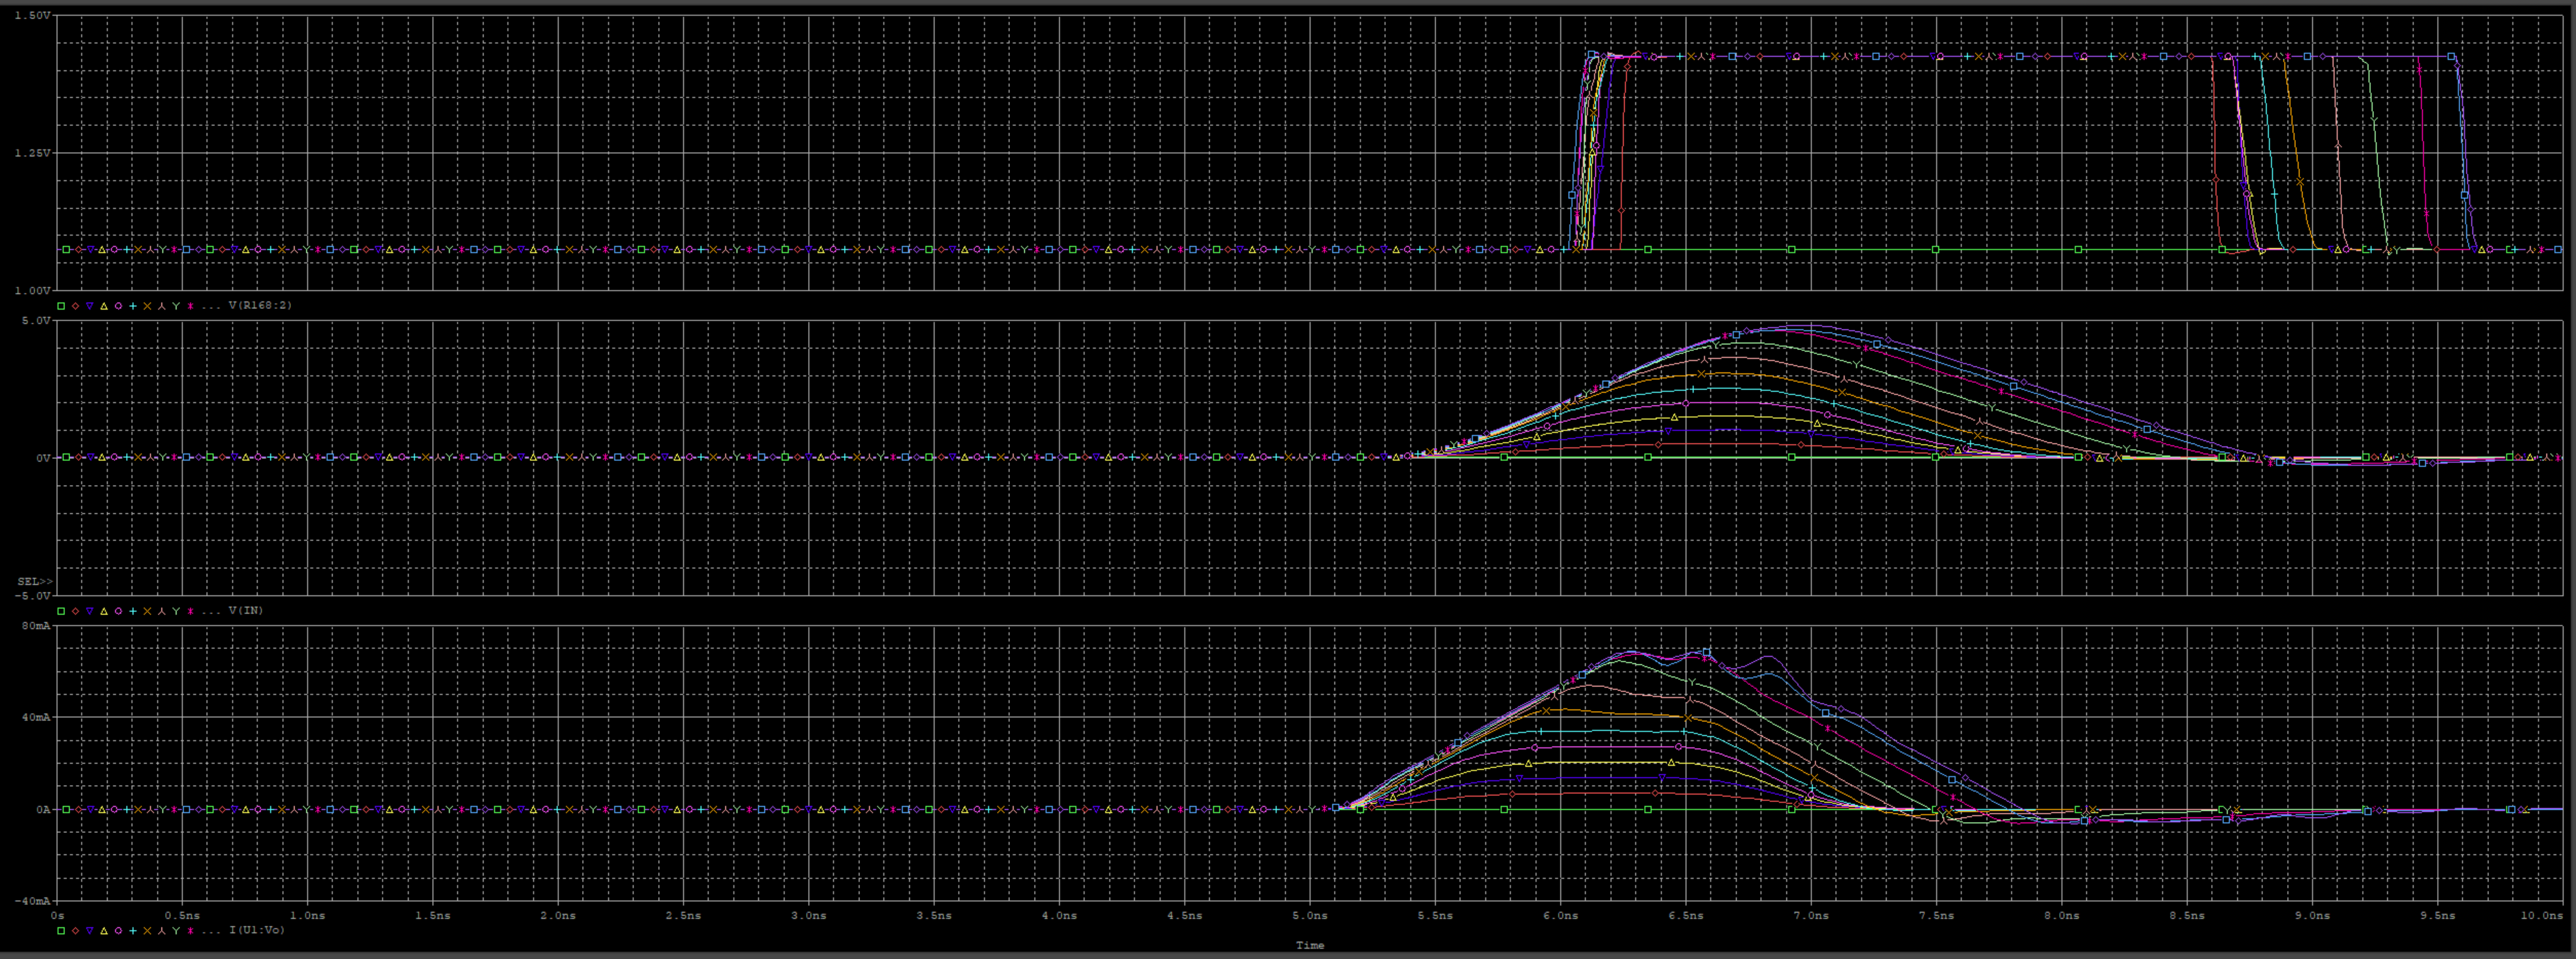 1.50V
1.25V
1.00V
... V(R168:2)
5.0V
0V
SEL>>
-5.0V
... V(IN)
80mA
40mA
0A
-40mA
0s 0.5ns 1.0ns 1.5ns 2.0ns 2.5ns 3.0ns 3.5ns 4.0ns 4.5ns 5.0ns 5.5ns 6.0ns 6.5ns 7.0ns 7.5ns 8.0ns 8.5ns 9.0ns 9.5ns 10.0ns
... I(U1:Vo)
Time